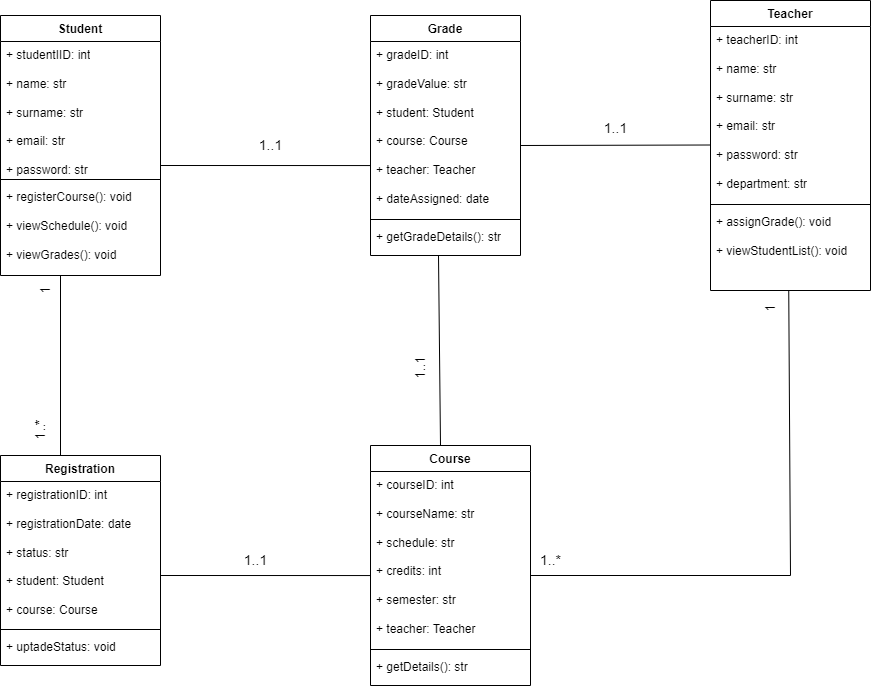 Student
+ studentIID: int
+ name: str
+ surname: str
+ email: str
+ password: str
+ registerCourse(): void
+ viewSchedule(): void
+ viewGrades(): void
1..1
Grade
+ gradeID: int
+ gradeValue: str
+ student: Student
+ course: Course
+ teacher: Teacher
+ dateAssigned: date
+ getGradeDetails(): str
1..1
Teacher
+ teacherID: int
+ name: str
+ surname: str
+ email: str
+ password: str
+ department: str
+ assignGrade(): void
+ viewStudentList(): void
1
1..*
1..1
1
Registration
+ registrationID: int
+ registrationDate: date
+ status: str
+ student: Student
+ course: Course
+ uptadeStatus: void
1..1
Course
+ courseID: int
+ courseName: str
+ schedule: str
+ credits: int
+ semester: str
+ teacher: Teacher
+ getDetails(): str
1..*